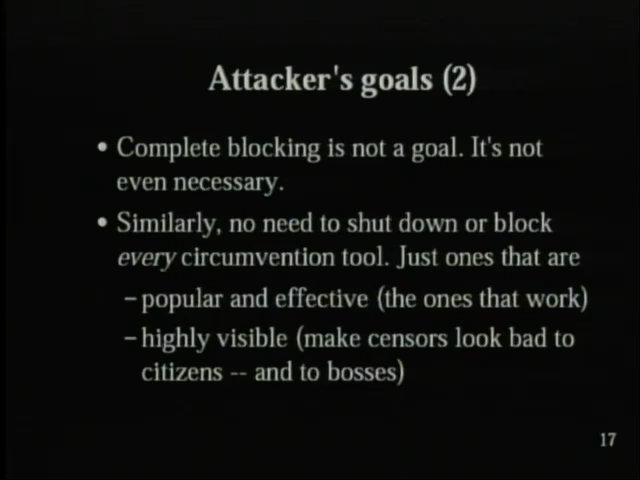 Attacker's goals (2)
• Complete blocking is not a goal. It's not
even necessary.
• Similarly, no need to shut down or block
every circumvention tool. Just ones that are
– popular and effective (the ones that work)
– highly visible (make censors look bad to
citizens -- and to bosses)
17